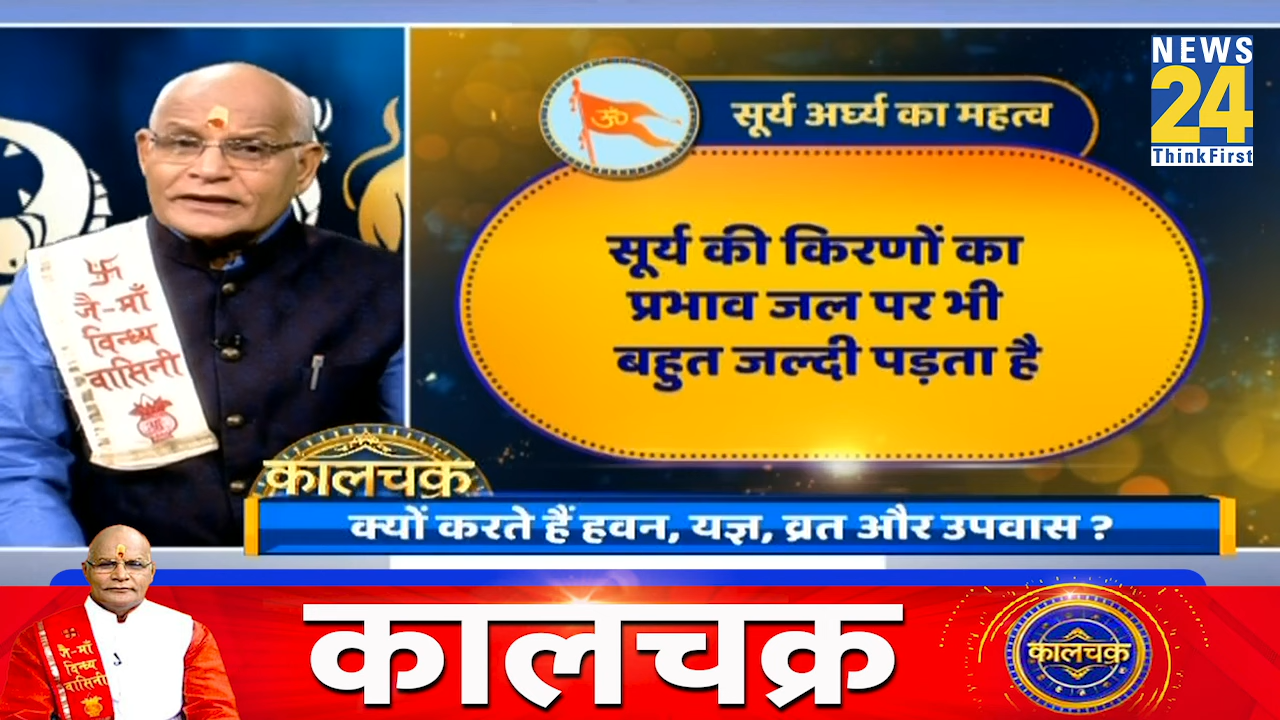 NEWS
24
ThinkFirst
सूर्य अर्घ्य का महत्व
ॐ
सूर्य की किरणों का
प्रभाव जल पर भी
बहुत जल्दी पड़ता है
जै-माँ
विन्ध्य
वासिनी
कालचक्र
क्यों करते हैं हवन, यज्ञ, व्रत और उपवास ?
जै-माँ
विन्ध्य
वासिनी
कालचक्र
कालचक्र